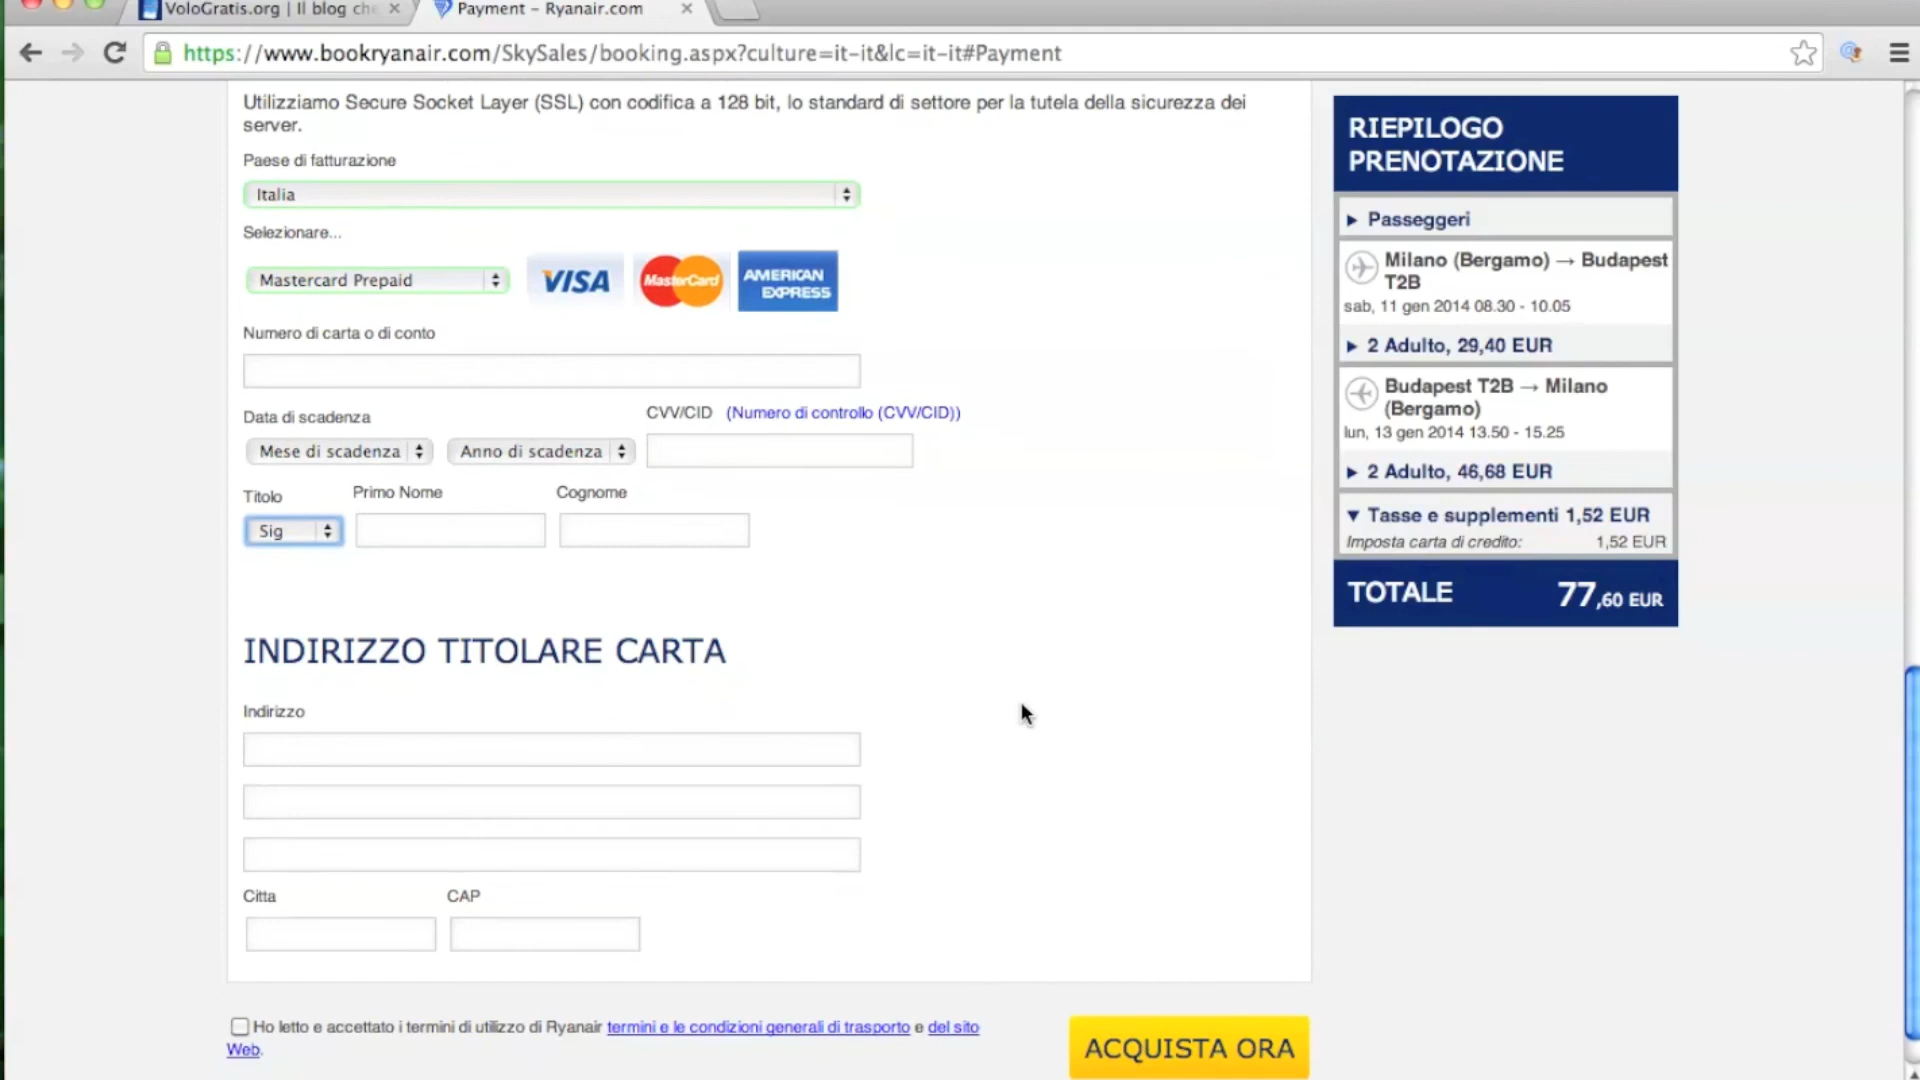 VoloGratis.org | Il blog che
Payment – Ryanair.com
https://www.bookryanair.com/SkySales/booking.aspx?culture=it-it&lc=it-it#Payment
Utilizziamo Secure Socket Layer (SSL) con codifica a 128 bit, lo standard di settore per la tutela della sicurezza dei
server.
Paese di fatturazione
Italia
Selezionare...
Mastercard Prepaid
VISA
MasterCard
AMERICAN
EXPRESS
Numero di carta o di conto
Data di scadenza
CVV/CID (Numero di controllo (CVV/CID))
Mese di scadenza
Anno di scadenza
Titolo
Primo Nome
Cognome
Sig
INDIRIZZO TITOLARE CARTA
Indirizzo
Citta
CAP
Ho letto e accettato i termini di utilizzo di Ryanair termini e le condizioni generali di trasporto e del sito
Web.
ACQUISTA ORA
RIEPILOGO
PRENOTAZIONE
Passeggeri
Milano (Bergamo) → Budapest
T2B
sab, 11 gen 2014 08.30 - 10.05
2 Adulto, 29,40 EUR
Budapest T2B → Milano
(Bergamo)
lun, 13 gen 2014 13.50 - 15.25
2 Adulto, 46,68 EUR
Tasse e supplementi 1,52 EUR
Imposta carta di credito: 1,52 EUR
TOTALE 77,60 EUR